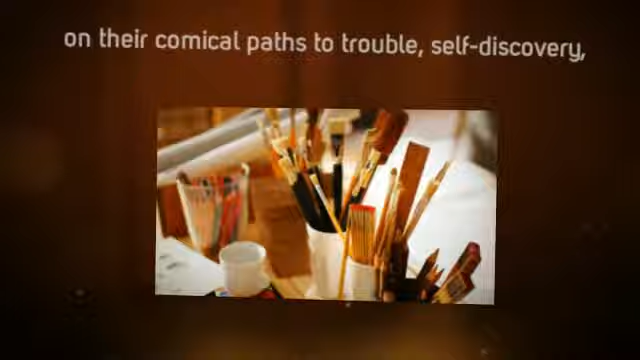 on their comical paths to trouble, self-discovery,